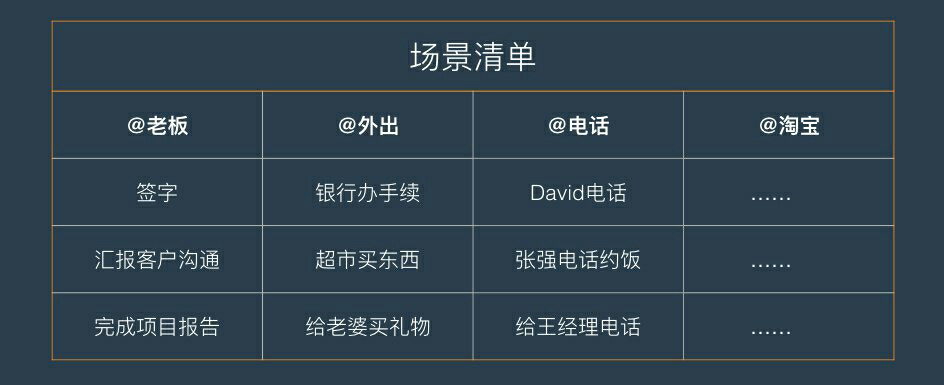 场景清单
@老板 @外出 @电话 @淘宝
签字 银行办手续 David电话 ……
汇报客户沟通 超市买东西 张强电话约饭 ……
完成项目报告 给老婆买礼物 给王经理电话 ……